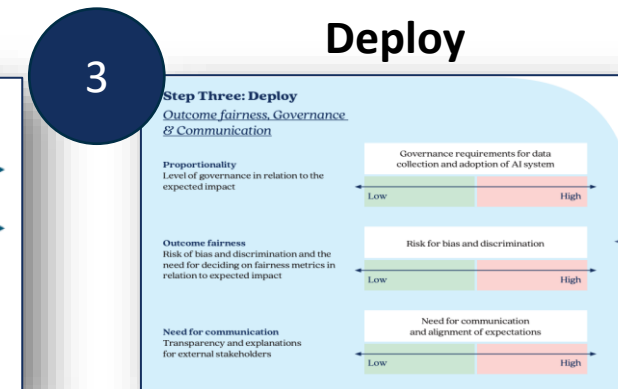 Deploy
3
Step Three: Deploy
Outcome fairness, Governance
& Communication
Proportionality
Level of governance in relation to the
expected impact
Governance requirements for data
collection and adoption of AI system
Low High
Outcome fairness
Risk of bias and discrimination and the
need for deciding on fairness metrics in
relation to expected impact
Risk for bias and discrimination
Low High
Need for communication
Transparency and explanations
for external stakeholders
Need for communication
and alignment of expectations
Low High